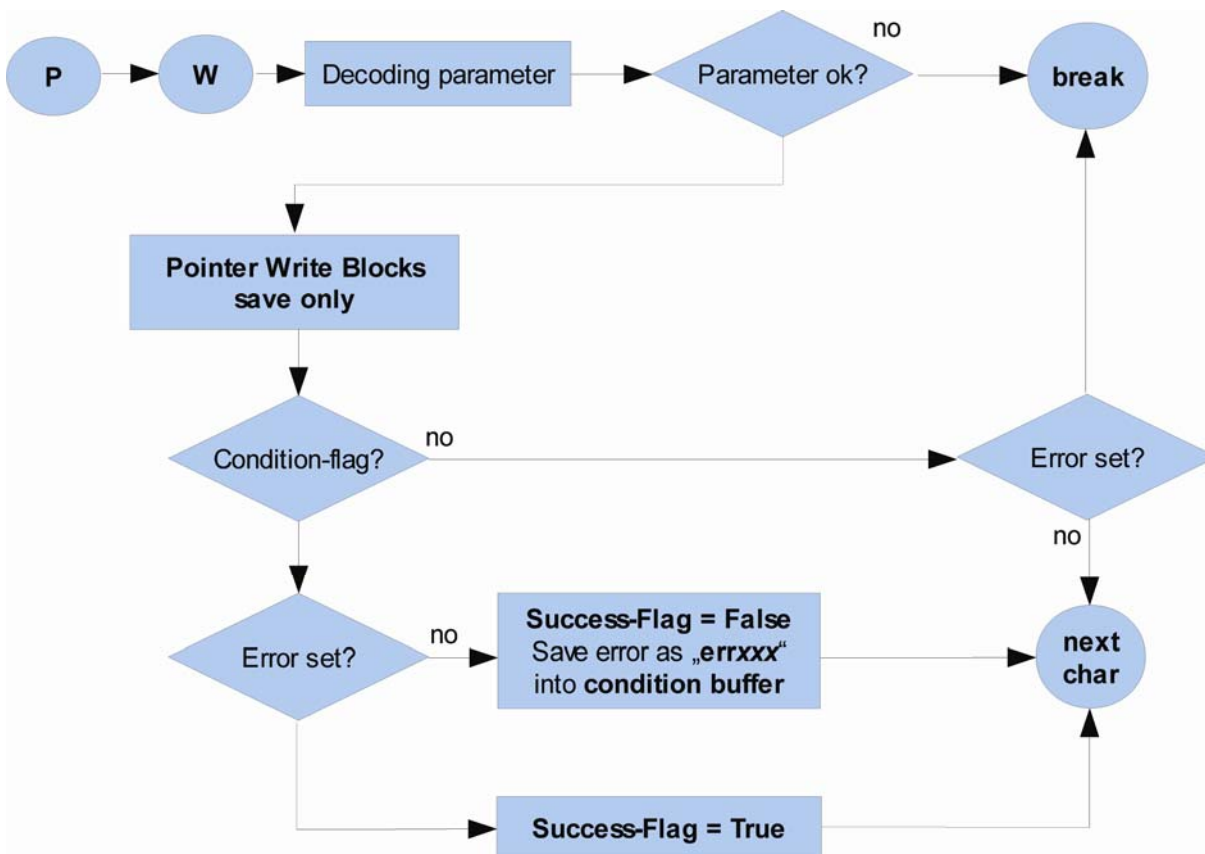 P
W
Decoding parameter
Parameter ok?
no
break
Pointer Write Blocks
save only
Condition-flag?
no
Error set?
no
Error set?
no
Success-Flag = False
Save error as „errxxx“
into condition buffer
next
char
Success-Flag = True